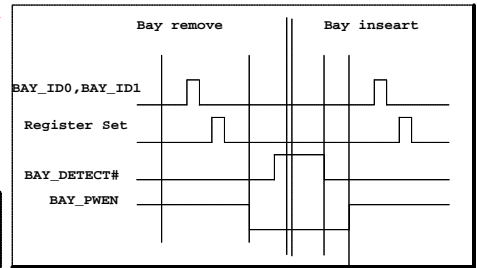 Bay remove Bay inseart
BAY_ID0,BAY_ID1
Register Set
BAY_DETECT#
BAY_PWEN